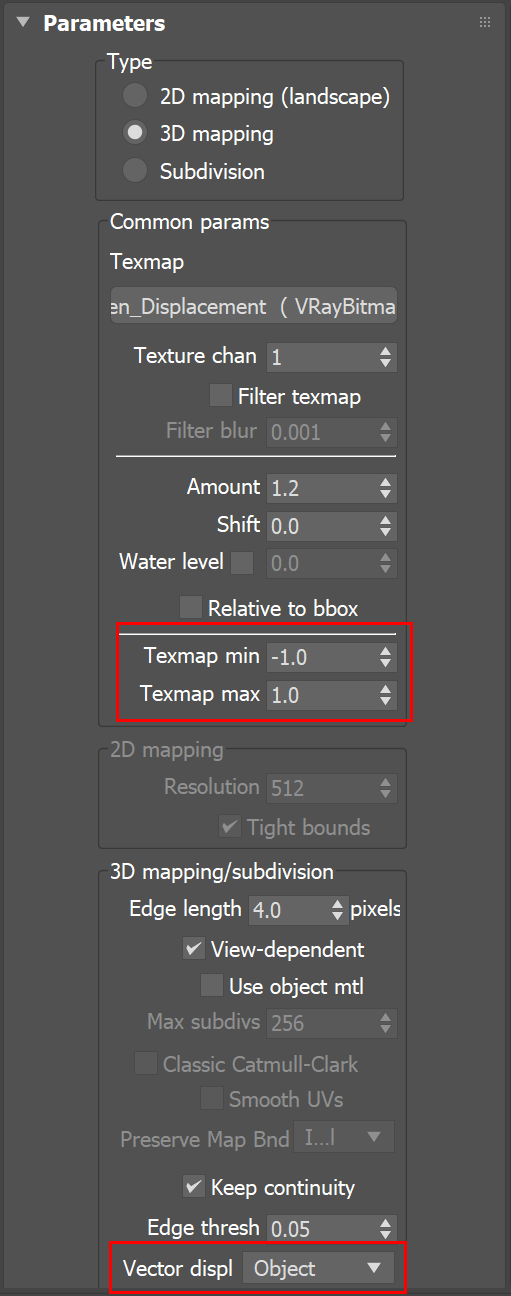 Parameters
Type
2D mapping (landscape)
3D mapping
Subdivision
Common params
Texmap
en_Displacement ( VRayBitma
Texture chan 1
Filter texmap
Filter blur 0.001
Amount 1.2
Shift 0.0
Water level 0.0
Relative to bbox
Texmap min -1.0
Texmap max 1.0
2D mapping
Resolution 512
Tight bounds
3D mapping/subdivision
Edge length 4.0 pixels
View-dependent
Use object mtl
Max subdivs 256
Classic Catmull-Clark
Smooth UVs
Preserve Map Bnd I...l
Keep continuity
Edge thresh 0.05
Vector displ Object